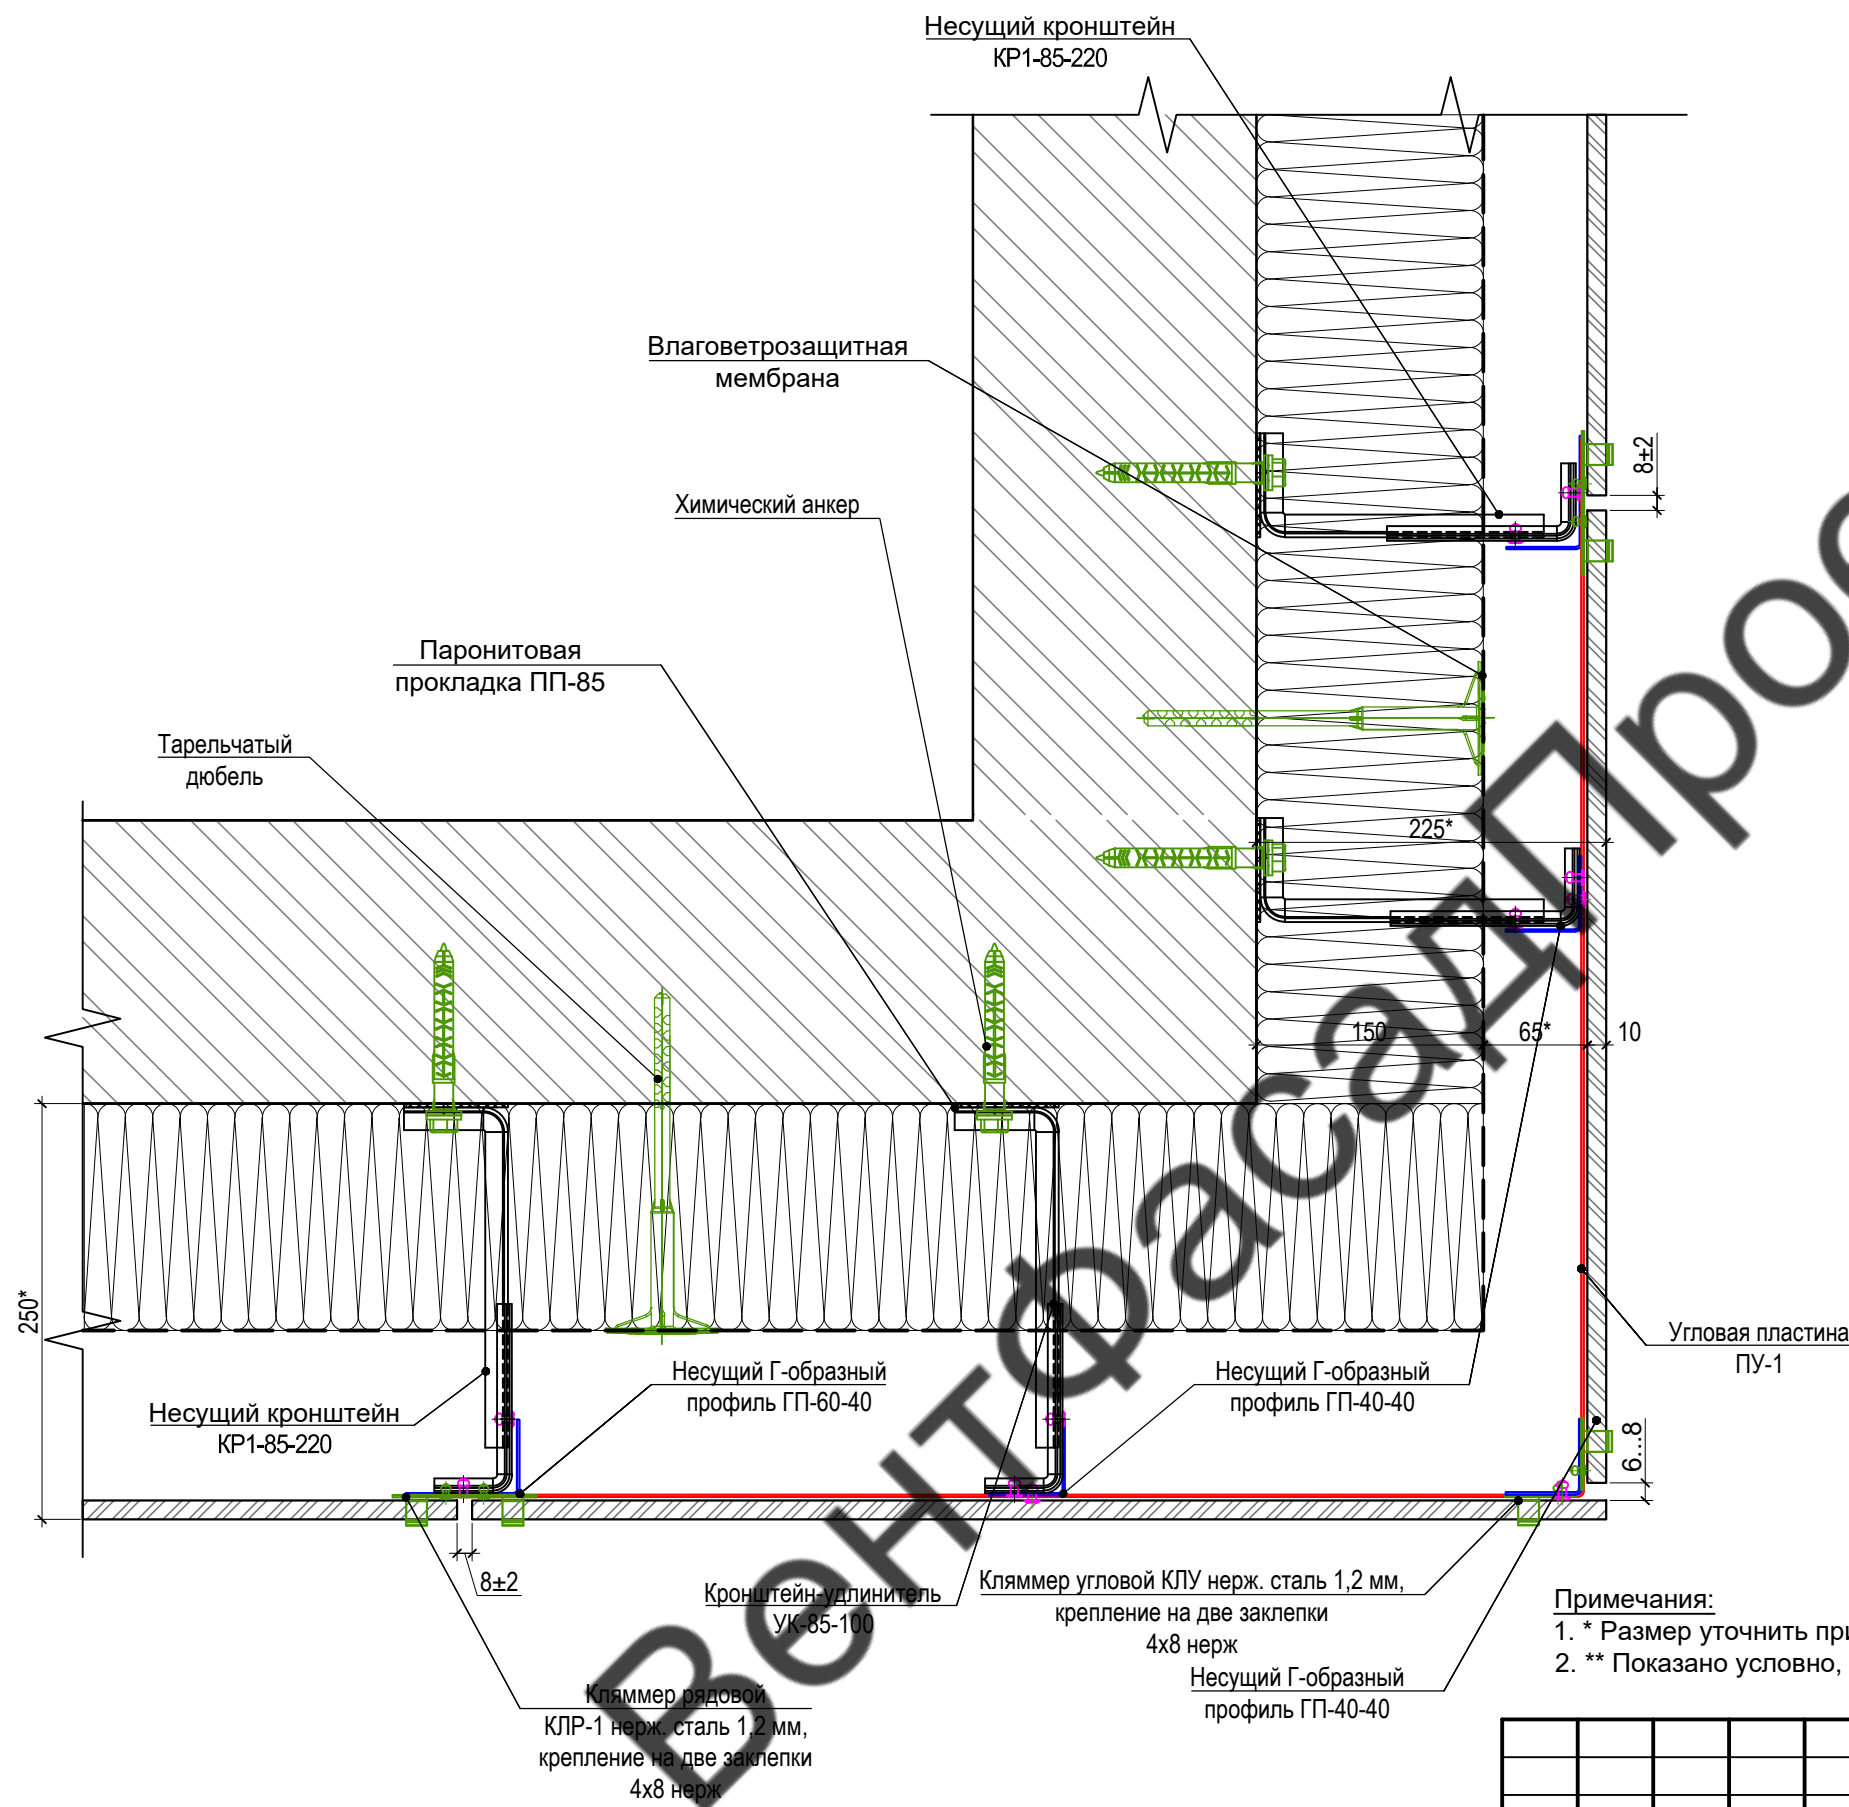 Несущий кронштейн
КР1-85-220
Влаговетрозащитная
мембрана
8±2
Химический анкер
Паронитовая
прокладка ПП-85
Тарельчатый
дюбель
225*
150
65*
10
250*
Несущий Г-образный
профиль ГП-60-40
Несущий Г-образный
профиль ГП-40-40
Угловая пластина
ПУ-1
Несущий кронштейн
КР1-85-220
6...8
8±2
Кронштейн-удлинитель
УК-85-100
Кляммер угловой КЛУ нерж. сталь 1,2 мм,
крепление на две заклепки
4х8 нерж
Несущий Г-образный
профиль ГП-40-40
Кляммер рядовой
КЛР-1 нерж. сталь 1,2 мм,
крепление на две заклепки
4х8 нерж
Примечания:
1. * Размер уточнить
2. ** Показано условно,